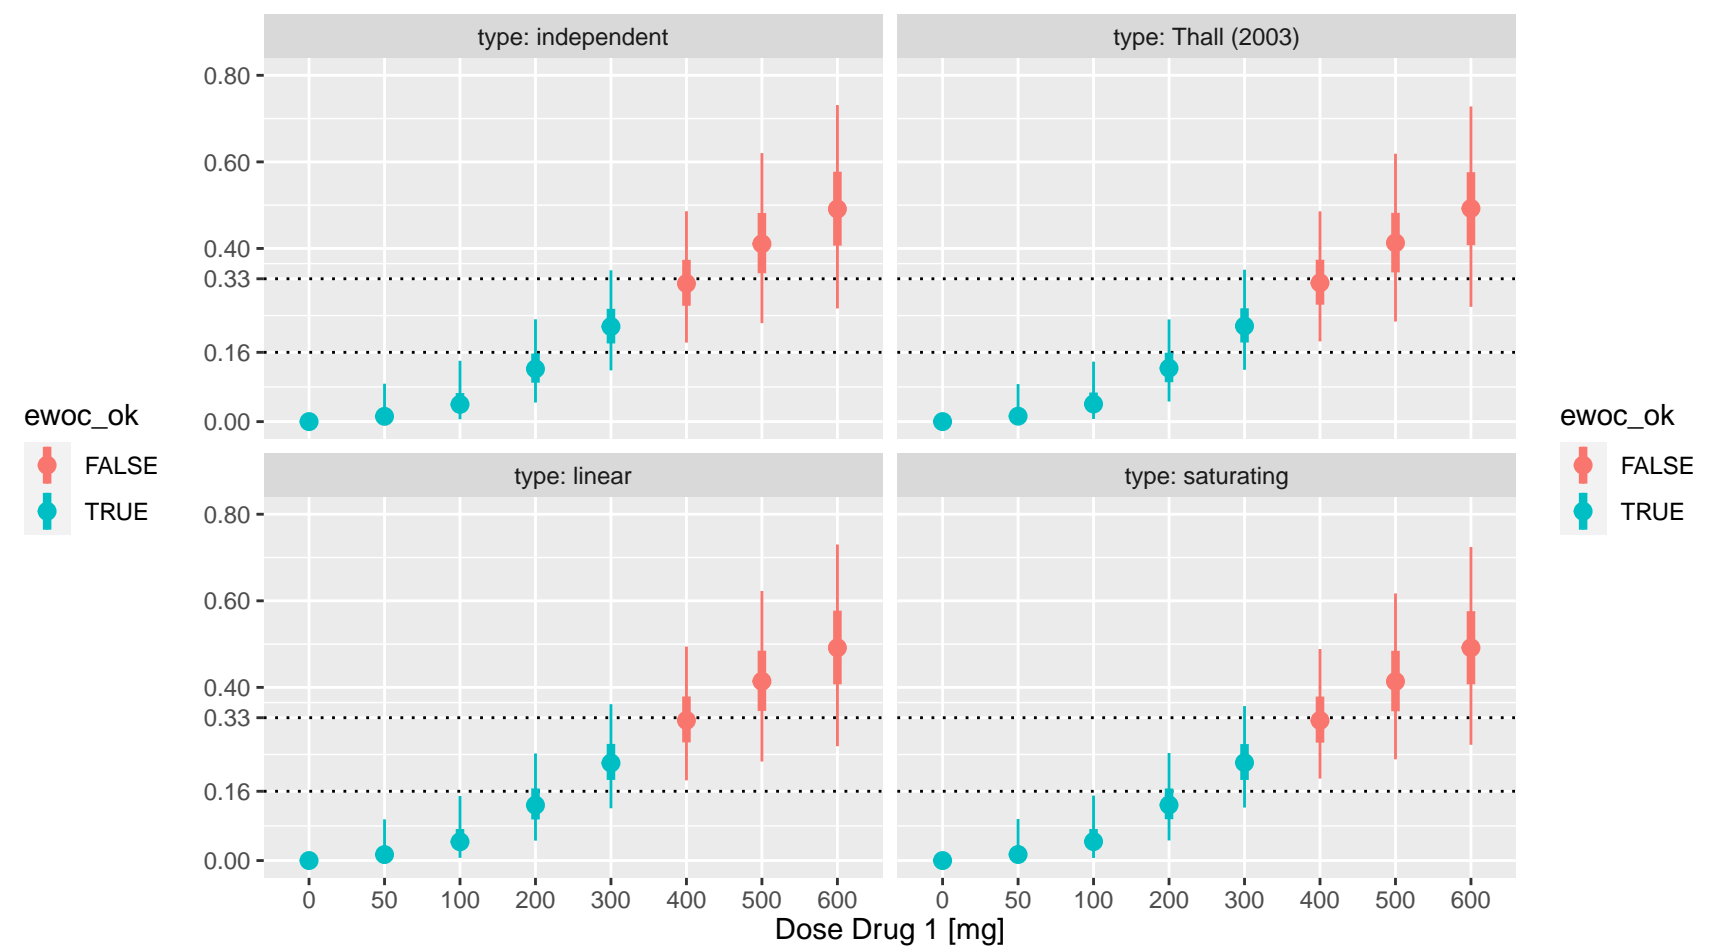 type: independent
type: Thall (2003)
0.80
0.60
0.40
0.33
0.16
0.00
type: linear
type: saturating
0.80
0.60
0.40
0.33
0.16
0.00
0 50 100 200 300 400 500 600
0 50 100 200 300 400 500 600
Dose Drug 1 [mg]
ewoc_ok
FALSE
TRUE
ewoc_ok
FALSE
TRUE